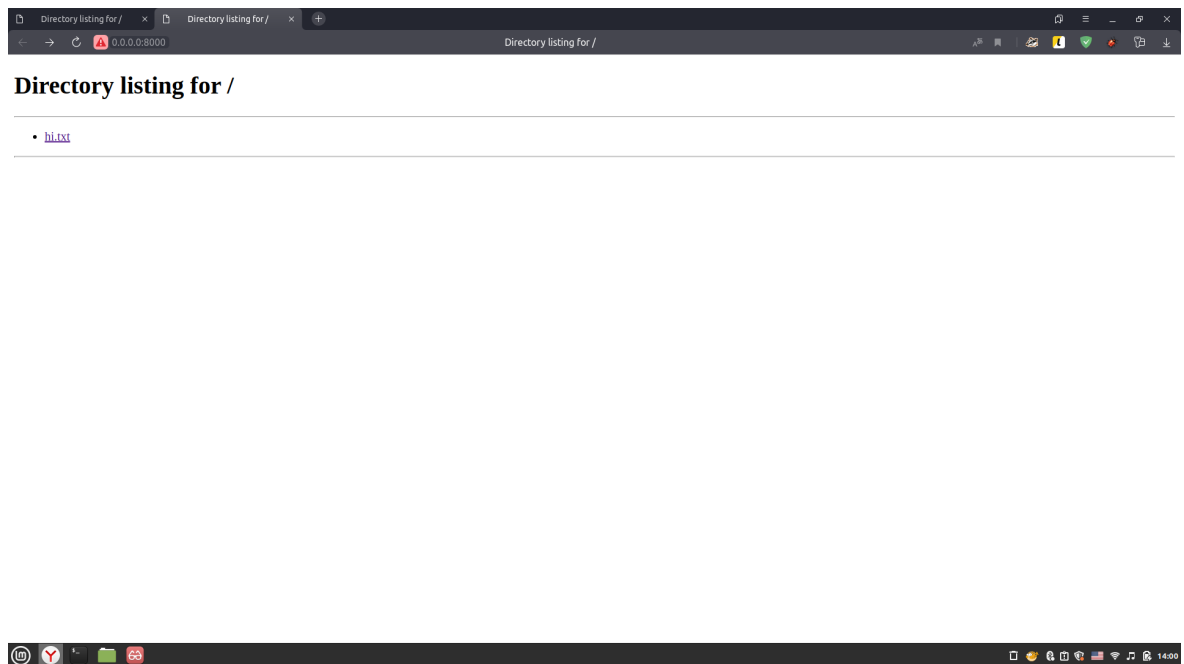 Directory listing for /
Directory listing for /
0.0.0.0:8000
Directory listing for /
Directory listing for /
hi.txt
14:00